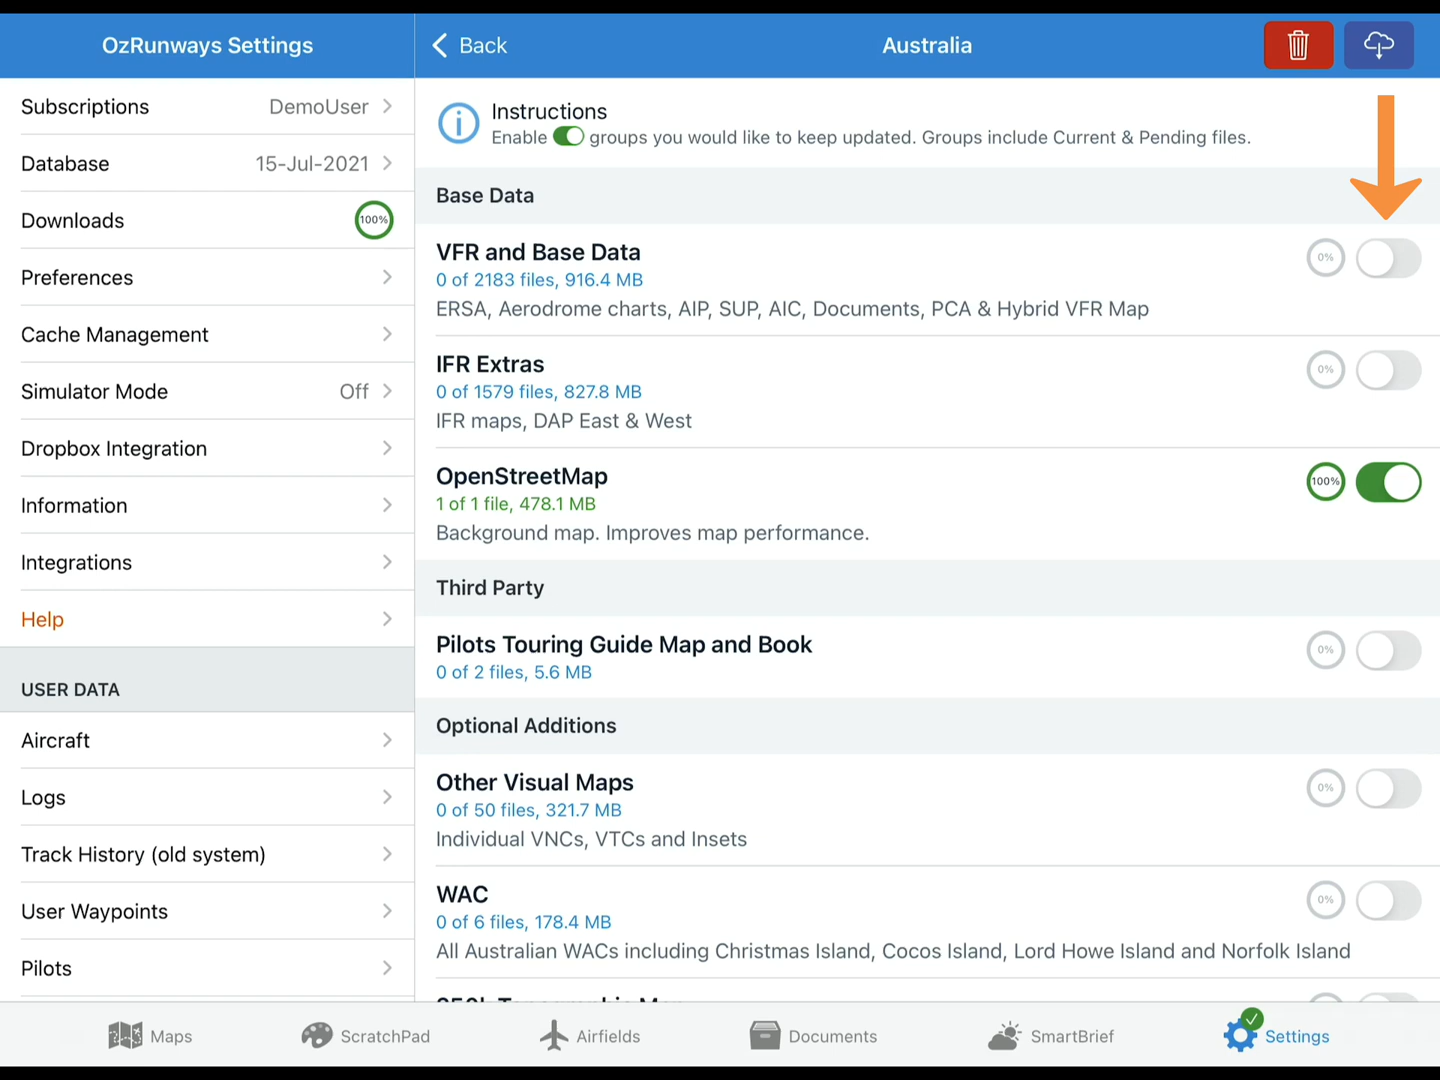 OzRunways Settings
Back
Australia
Subscriptions DemoUser
Database 15-Jul-2021
Downloads 100%
Preferences
Cache Management
Simulator Mode Off
Dropbox Integration
Information
Integrations
Help
USER DATA
Aircraft
Logs
Track History (old system)
User Waypoints
Pilots
Instructions
Enable groups you would like to keep updated. Groups include Current & Pending files.
Base Data
VFR and Base Data
0%
0 of 2183 files, 916.4 MB
ERSA, Aerodrome charts, AIP, SUP, AIC, Documents, PCA & Hybrid VFR Map
IFR Extras
0%
0 of 1579 files, 827.8 MB
IFR maps, DAP East & West
OpenStreetMap
100%
1 of 1 file, 478.1 MB
Background map. Improves map performance.
Third Party
Pilots Touring Guide Map and Book
0%
0 of 2 files, 5.6 MB
Optional Additions
Other Visual Maps
0%
0 of 50 files, 321.7 MB
Individual VNCs, VTCs and Insets
WAC
0%
0 of 6 files, 178.4 MB
All Australian WACs including Christmas Island, Cocos Island, Lord Howe Island and Norfolk Island
Maps
ScratchPad
Airfields
Documents
SmartBrief
Settings